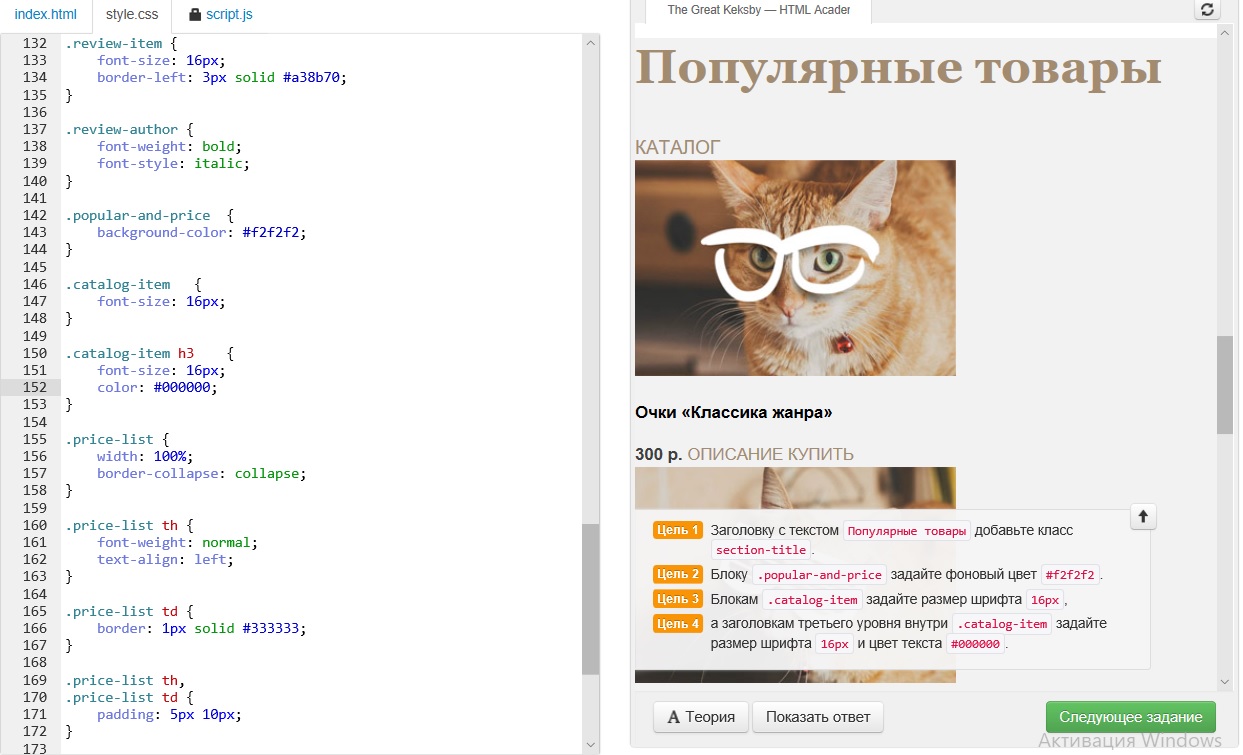 index.html style.css script.js
132 .review-item {
133 font-size: 16px;
134 border-left: 3px solid #a38b70;
135 }
136
137 .review-author {
138 font-weight: bold;
139 font-style: italic;
140 }
141
142 .popular-and-price {
143 background-color: #f2f2f2;
144 }
145
146 .catalog-item {
147 font-size: 16px;
148 }
149
150 .catalog-item h3 {
151 font-size: 16px;
152 color: #000000;
153 }
154
155 .price-list {
156 width: 100%;
157 border-collapse: collapse;
158 }
159
160 .price-list th {
161 font-weight: normal;
162 text-align: left;
163 }
164
165 .price-list td {
166 border: 1px solid #333333;
167 }
168
169 .price-list th,
170 .price-list td {
171 padding: 5px 10px;
172 }
173
The Great Keksby — HTML Acader
Популярные товары
КАТАЛОГ
Очки «Классика жанра»
300 р. ОПИСАНИЕ КУПИТЬ
Цель 1 Заголовку с текстом Популярные товары добавьте класс
section-title .
Цель 2 Блоку .popular-and-price задайте фоновый цвет #f2f2f2 .
Цель 3 Блокам .catalog-item задайте размер шрифта 16px ,
Цель 4 а заголовкам третьего уровня внутри .catalog-item задайте
размер шрифта 16px и цвет текста #000000 .
A Теория Показать ответ Следующее задание
Активация Windows